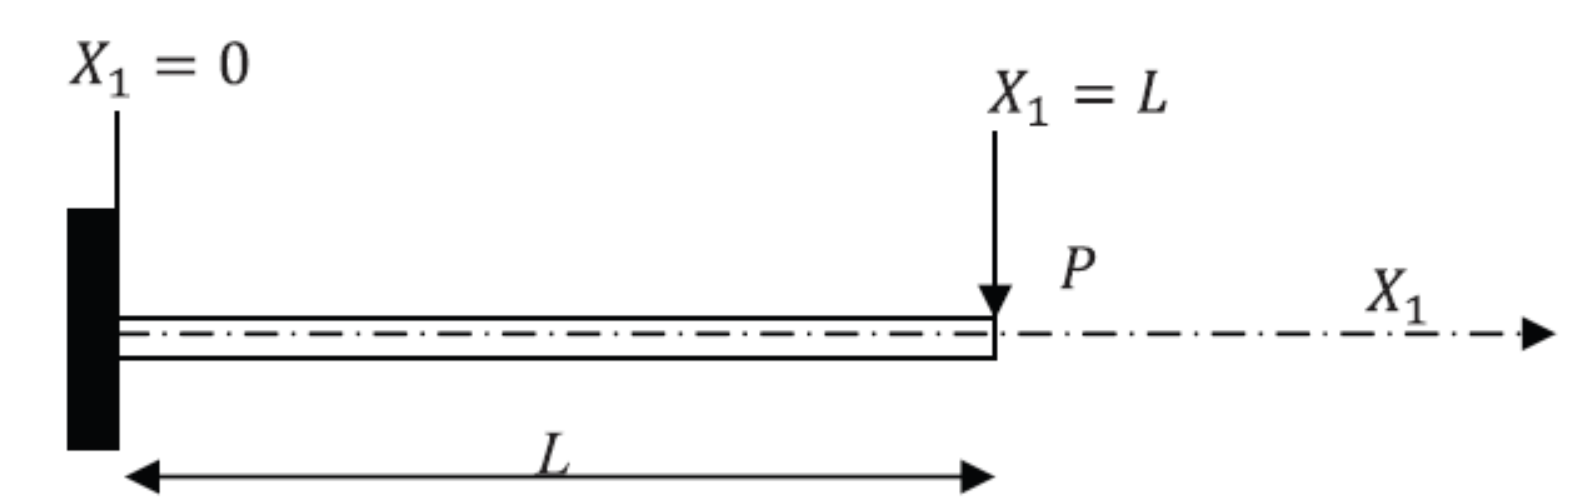 X₁ = 0
X₁ = L
P
X₁
L